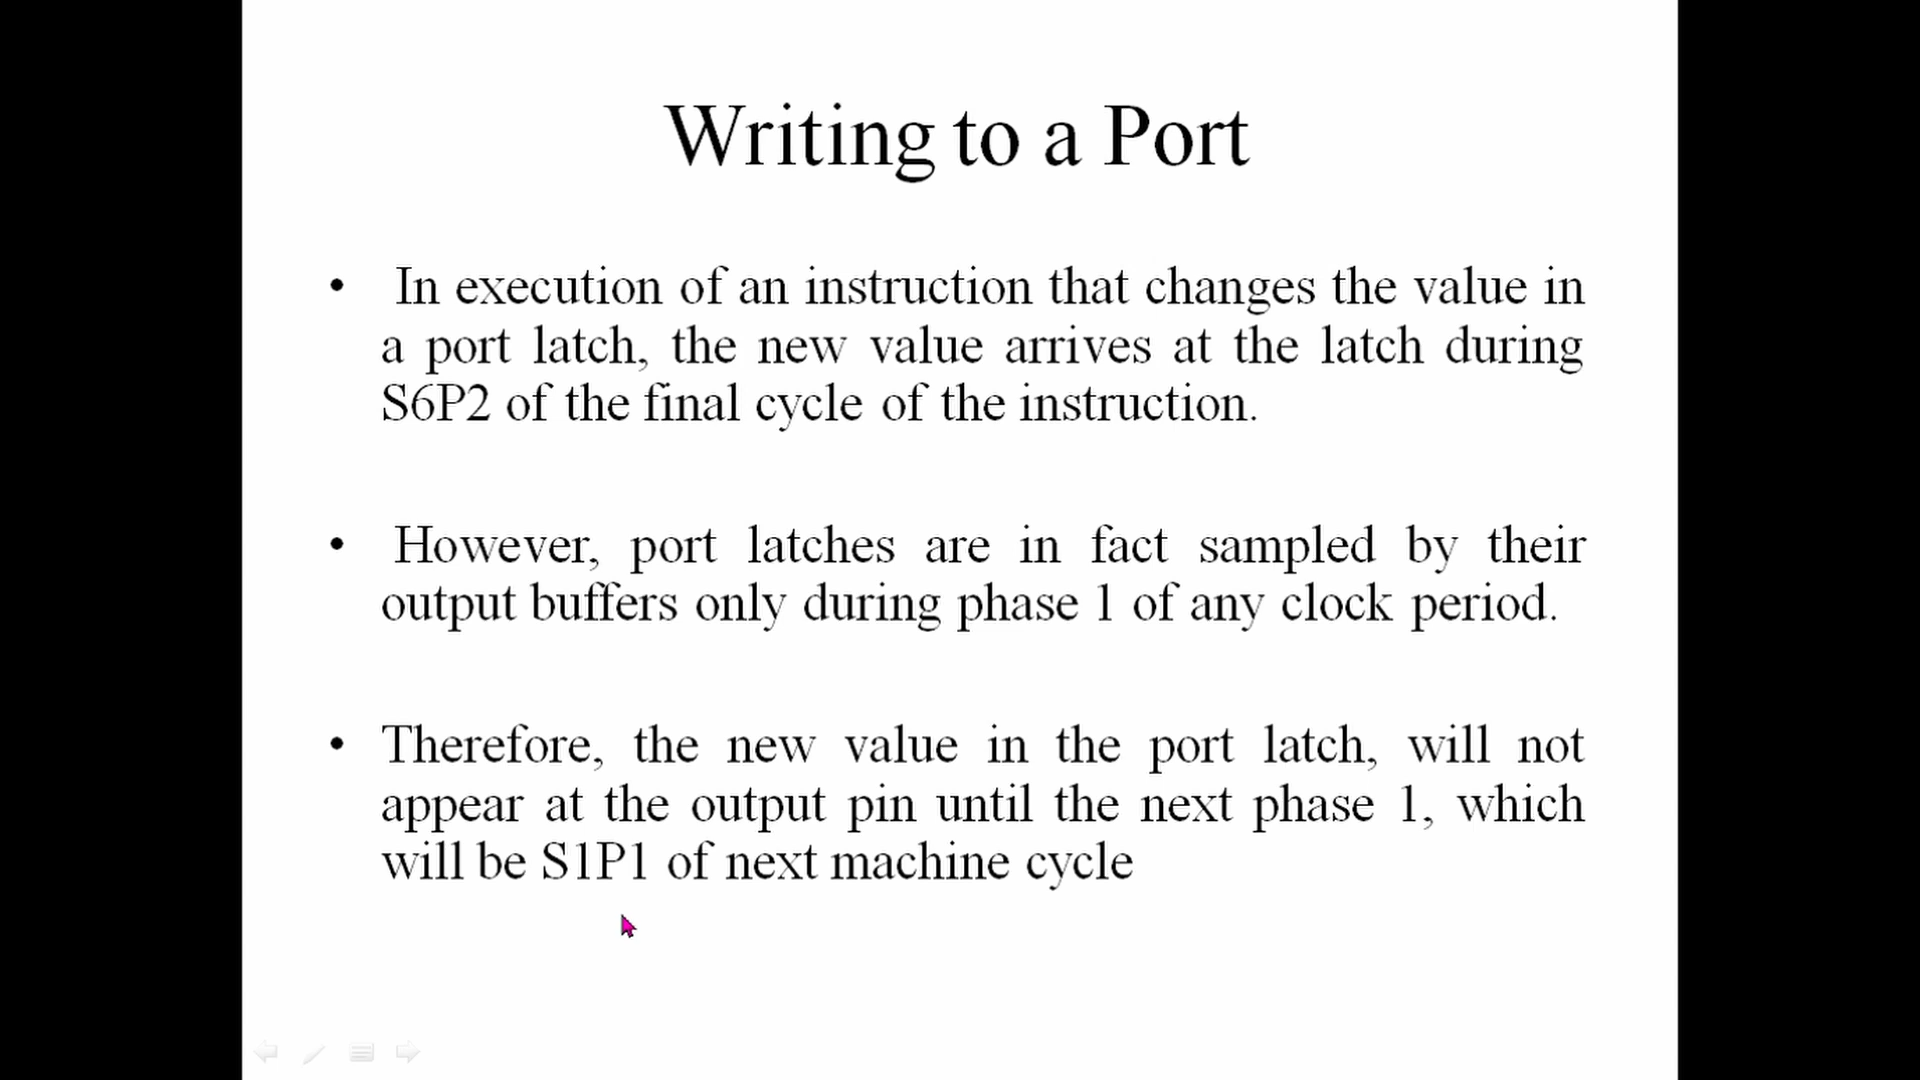 Writing to a Port
• In execution of an instruction that changes the value in
a port latch, the new value arrives at the latch during
S6P2 of the final cycle of the instruction.
• However, port latches are in fact sampled by their
output buffers only during phase 1 of any clock period.
• Therefore, the new value in the port latch, will not
appear at the output pin until the next phase 1, which
will be S1P1 of next machine cycle